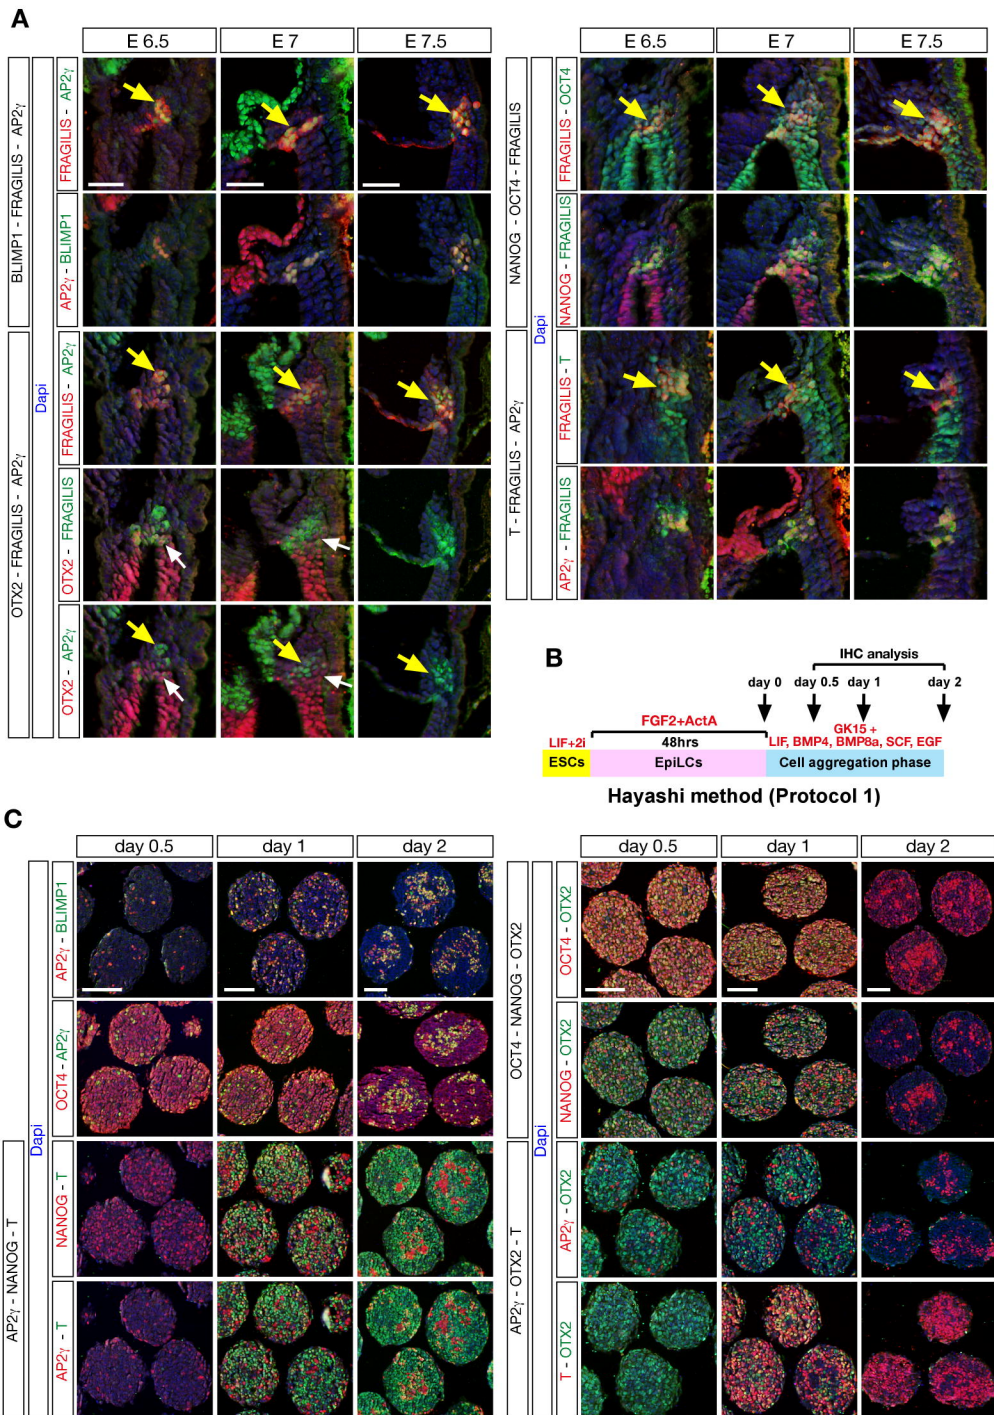 A
E 6.5
E 7
E 7.5
BLIMP1 - FRAGILIS - AP2γ
Dapi
FRAGILIS - AP2γ
AP2γ - BLIMP1
OTX2 - FRAGILIS - AP2γ
FRAGILIS - AP2γ
OTX2 - FRAGILIS
OTX2 - AP2γ
E 6.5
E 7
E 7.5
NANOG - OCT4 - FRAGILIS
Dapi
FRAGILIS - OCT4
NANOG - FRAGILIS
T - FRAGILIS - AP2γ
FRAGILIS - T
AP2γ - FRAGILIS
B
IHC analysis
day 0
day 0.5
day 1
day 2
FGF2+ActA
GK15 +
LIF+2i
48hrs
LIF, BMP4, BMP8a, SCF, EGF
ESCs
EpiLCs
Cell aggregation phase
Hayashi method (Protocol 1)
C
day 0.5
day 1
day 2
Dapi
AP2γ - BLIMP1
OCT4 - AP2γ
AP2γ - NANOG - T
NANOG - T
AP2γ - T
day 0.5
day 1
day 2
OCT4 - NANOG - OTX2
Dapi
OCT4 - OTX2
NANOG - OTX2
AP2γ - OTX2 - T
AP2γ - OTX2
T - OTX2